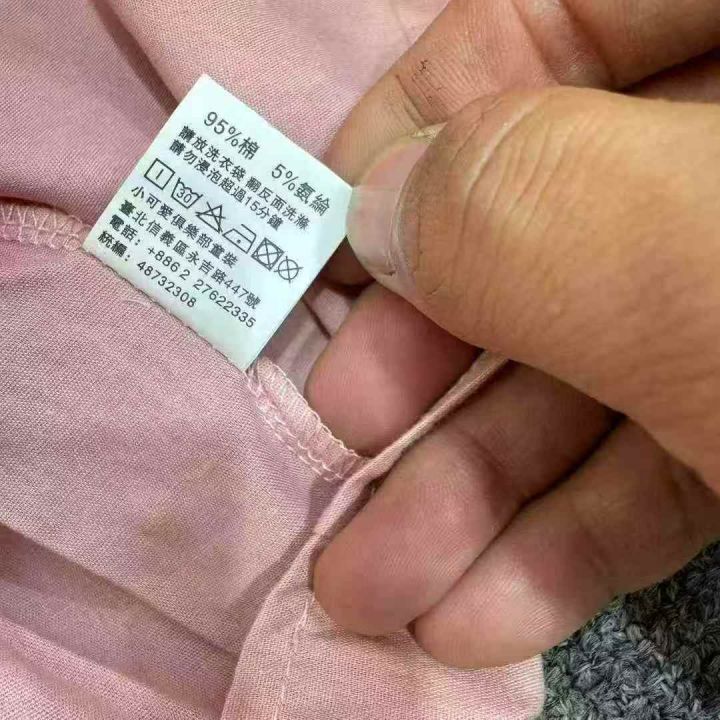 95%棉 5%氨綸
請放洗衣袋 翻反面洗滌
請勿浸泡超過15分鐘
30
小可愛俱樂部童裝
臺北信義區永吉路447號
電話: +886 2 27622335
統編: 48732308